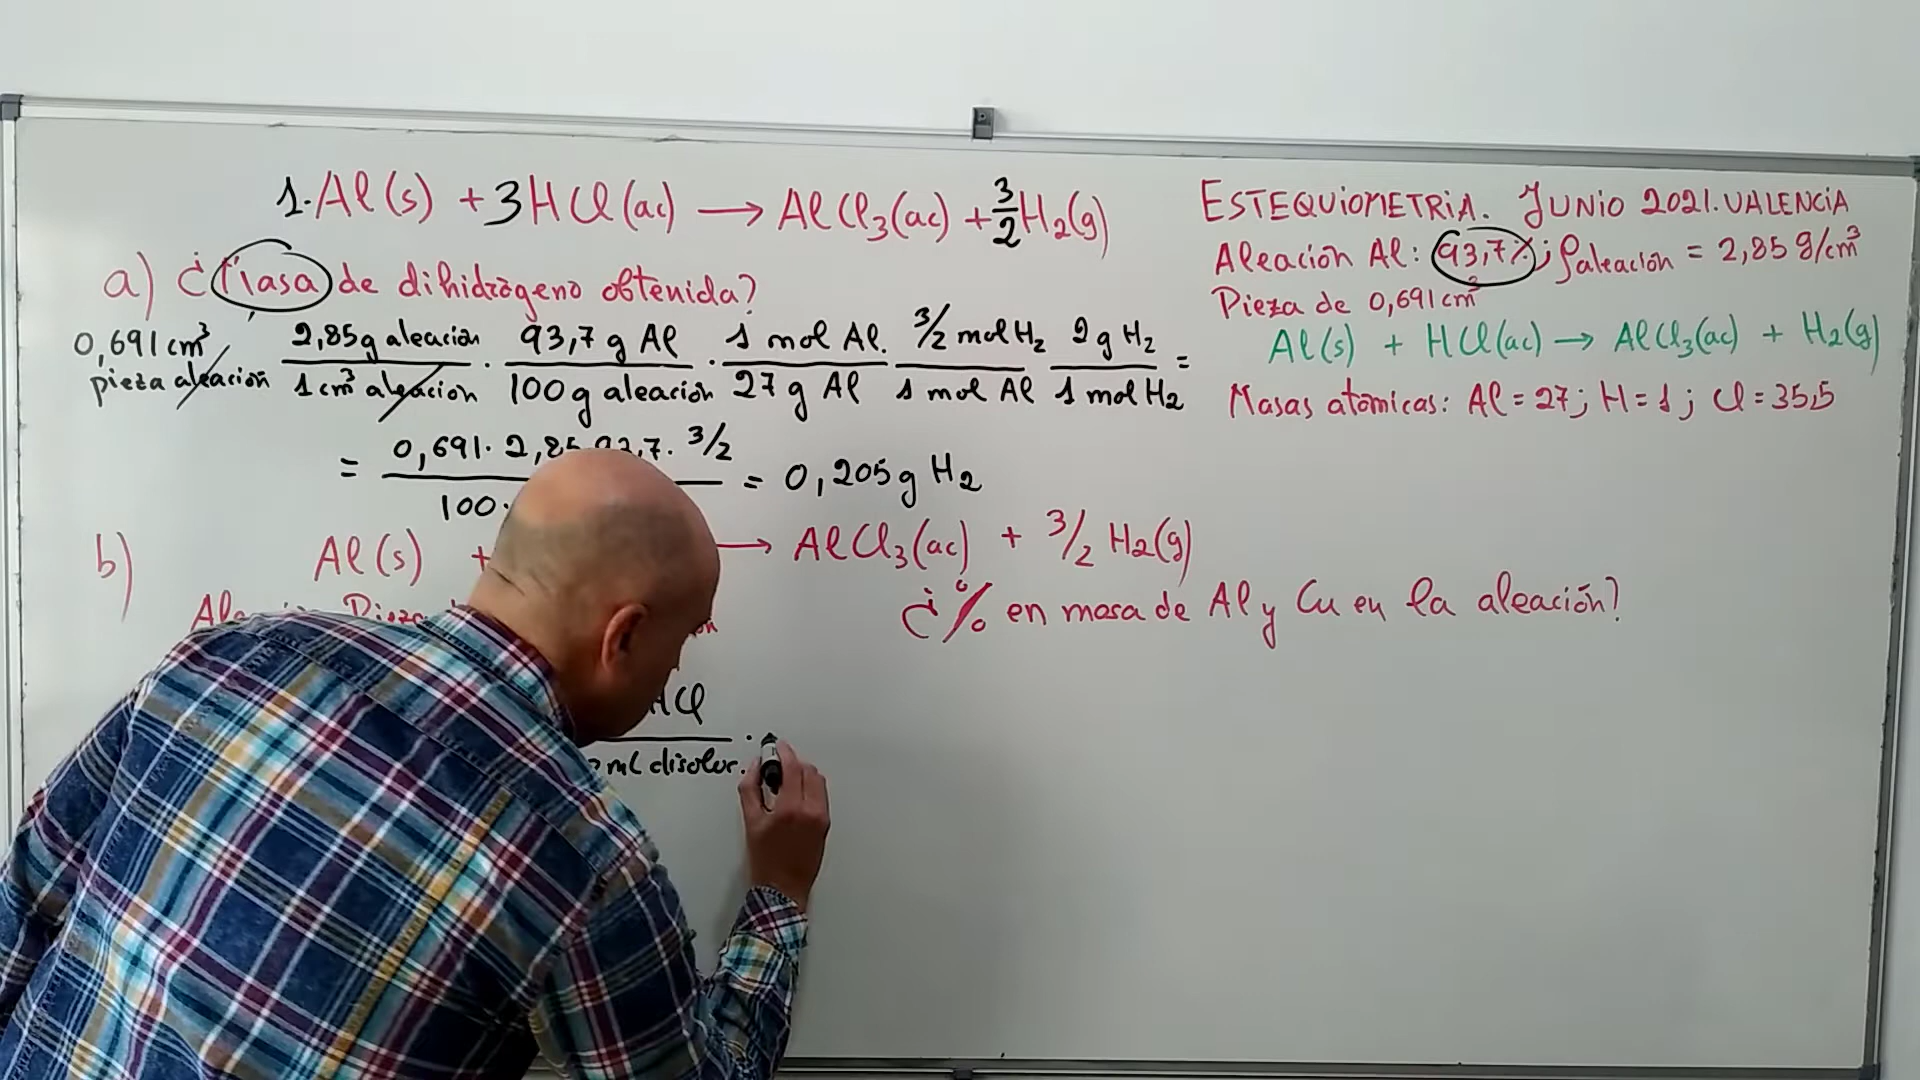 1·Al(s) + 3HCl(ac) → AlCl₃(ac) + 3/2 H₂(g)
a) ¿Masa de dihidrógeno obtenida?
0,691 cm³ pieza aleación · 2,85 g aleación / 1 cm³ aleación · 93,7 g Al / 100 g aleación · 1 mol Al / 27 g Al · 3/2 mol H₂ / 1 mol Al · 2 g H₂ / 1 mol H₂ =
= 0,691 · 2,85 · 93,7 · 3/2 / 100 · = 0,205 g H₂
b) Al(s) + → AlCl₃(ac) + 3/2 H₂(g)
¿% en masa de Al y Cu en la aleación?
HCl
ml disoluc. ·
ESTEQUIOMETRIA. JUNIO 2021. VALENCIA
Aleación Al: 93,7%; ρaleación = 2,85 g/cm³
Pieza de 0,691 cm³
Al(s) + HCl(ac) → AlCl₃(ac) + H₂(g)
Masas atómicas: Al = 27; H = 1; Cl = 35,5